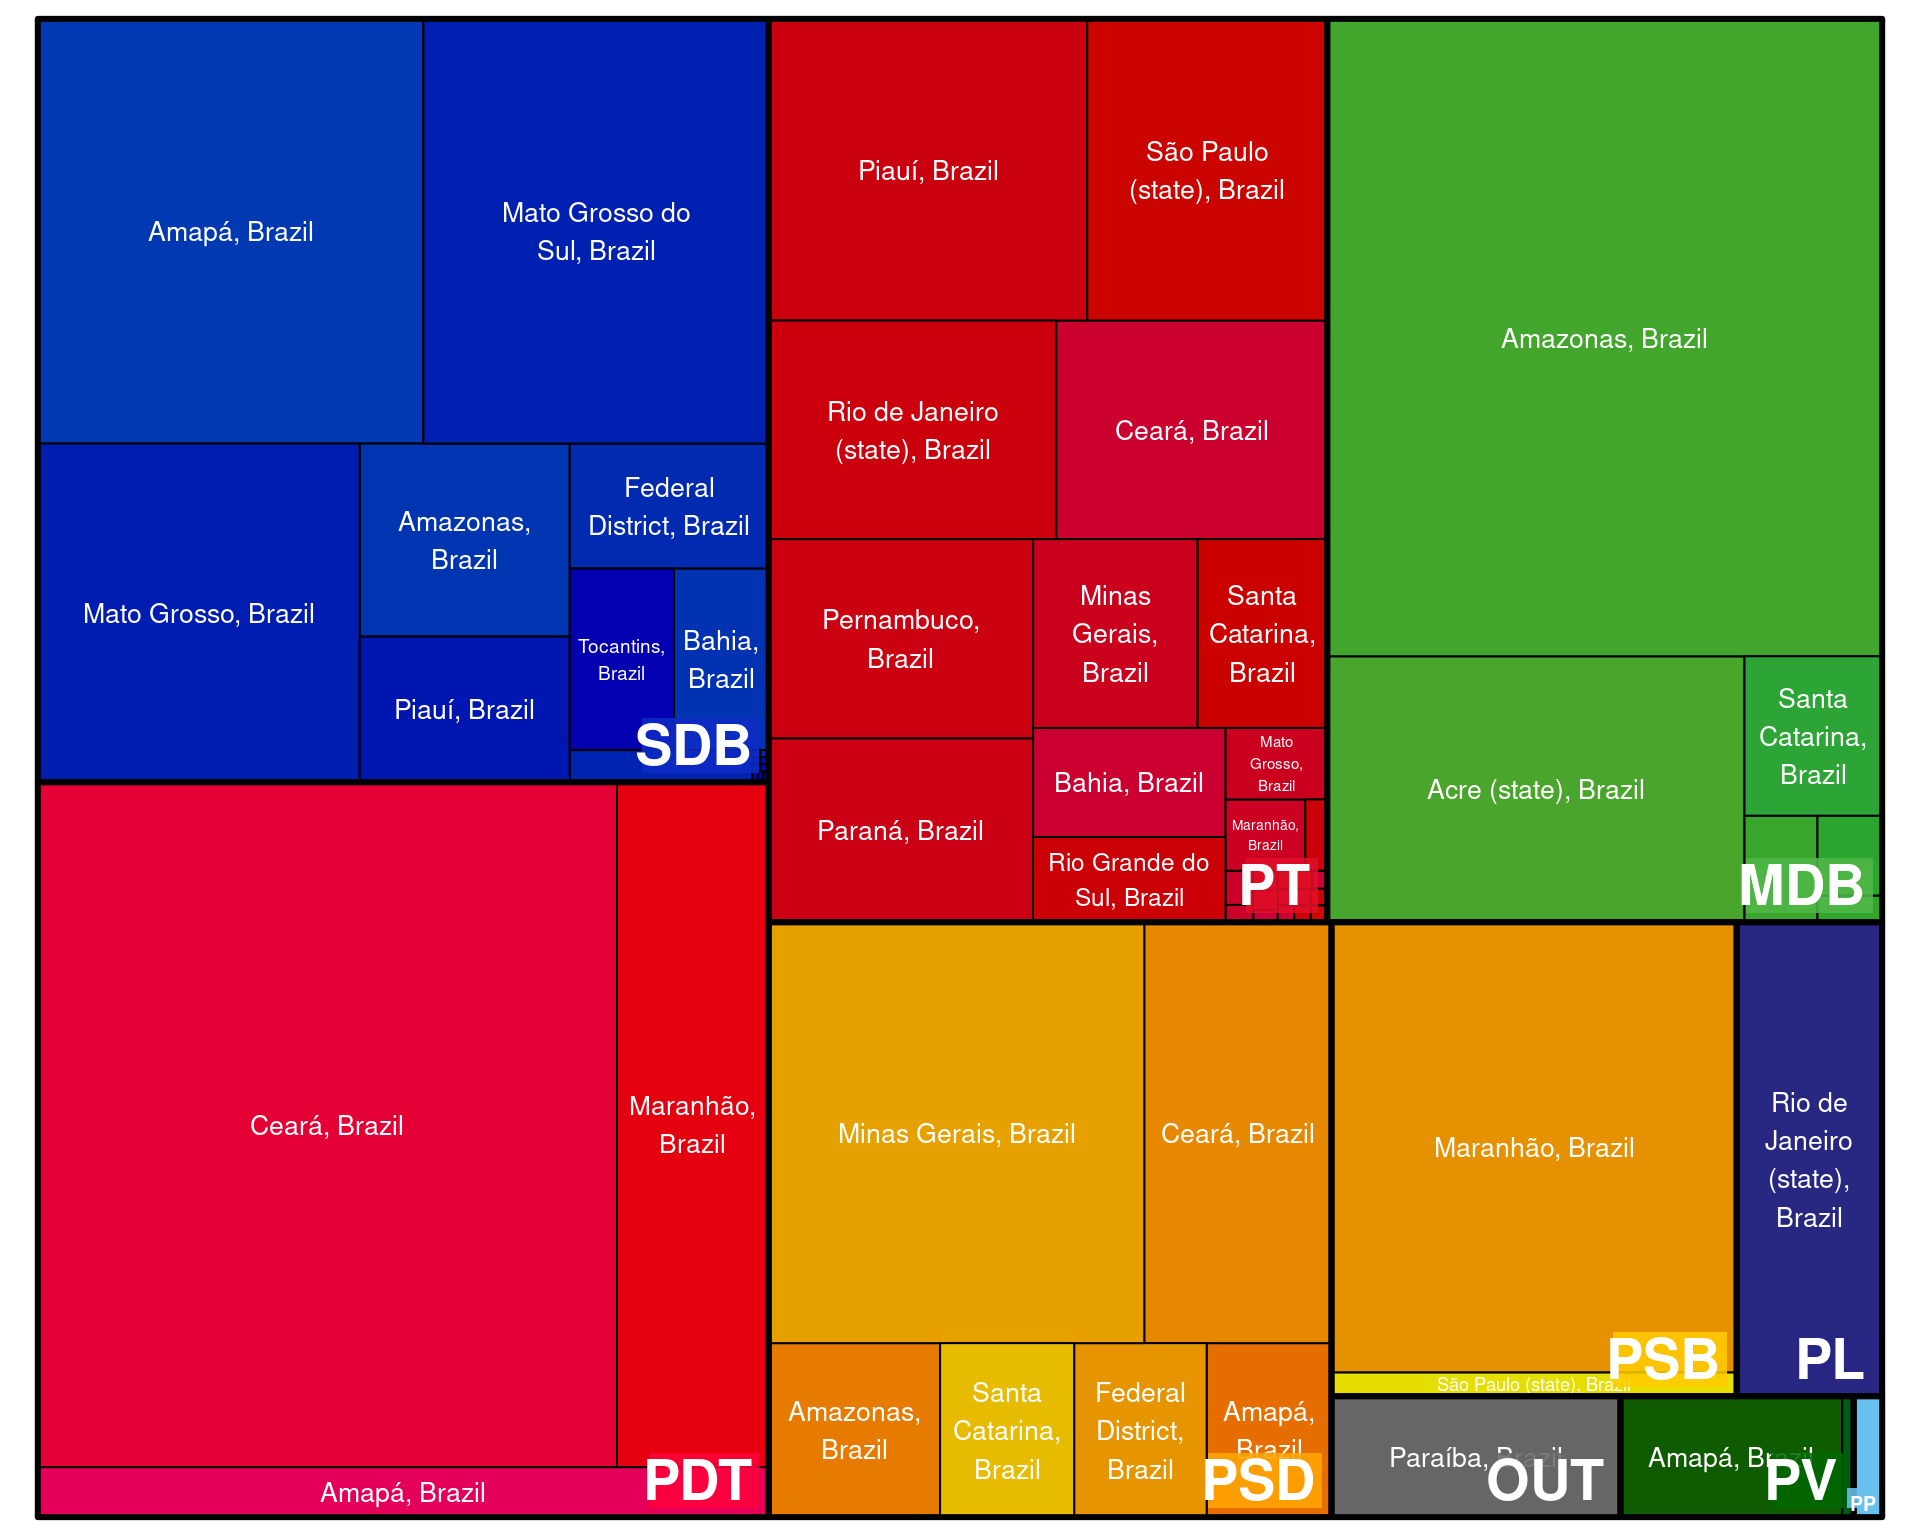 Amapá, Brazil
Mato Grosso do
Sul, Brazil
Mato Grosso, Brazil
Amazonas,
Brazil
Federal
District, Brazil
Piauí, Brazil
Tocantins,
Brazil
Bahia,
Brazil
SDB
Ceará, Brazil
Maranhão,
Brazil
Amapá, Brazil
PDT
Piauí, Brazil
São Paulo
(state), Brazil
Rio de Janeiro
(state), Brazil
Ceará, Brazil
Pernambuco,
Brazil
Minas
Gerais,
Brazil
Santa
Catarina,
Brazil
Paraná, Brazil
Bahia, Brazil
Mato
Grosso,
Brazil
Rio Grande do
Sul, Brazil
Maranhão,
Brazil
PT
Amazonas, Brazil
Acre (state), Brazil
Santa
Catarina,
Brazil
MDB
Minas Gerais, Brazil
Ceará, Brazil
Amazonas,
Brazil
Santa
Catarina,
Brazil
Federal
District,
Brazil
Amapá,
Brazil
PSD
Maranhão, Brazil
São Paulo (state), Brazil
PSB
Rio de
Janeiro
(state),
Brazil
PL
Paraíba, Brazil
OUT
Amapá, Brazil
PV
PP